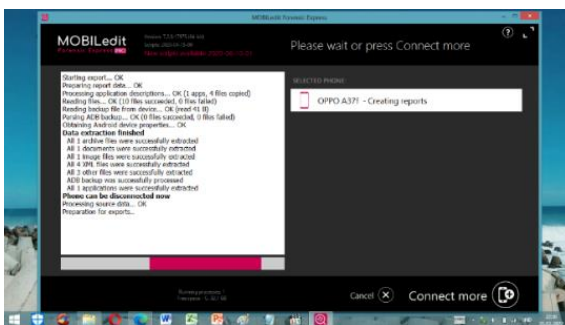 MOBILedit Forensic Express
MOBILedit
Forensic Express PRO
Please wait or press Connect more
?
Starting export... OK
Preparing report data... OK
Processing application descriptions... OK (1 apps, 4 files copied)
Reading files... OK (10 files succeeded, 0 files failed)
Reading backup file from device... OK (read 41 B)
Parsing ADB backup... OK (0 files succeeded, 0 files failed)
Obtaining Android device properties... OK
Data extraction finished
All 1 archive files were successfully extracted
All 1 documents were successfully extracted
All 1 image files were successfully extracted
All 4 XML files were successfully extracted
All 3 other files were successfully extracted
ADB backup was successfully processed
All 1 applications were successfully extracted
Phone can be disconnected now
Processing source data... OK
Preparation for exports...
SELECTED PHONE:
OPPO A37f - Creating reports
Running processes: 1
Cancel
Connect more